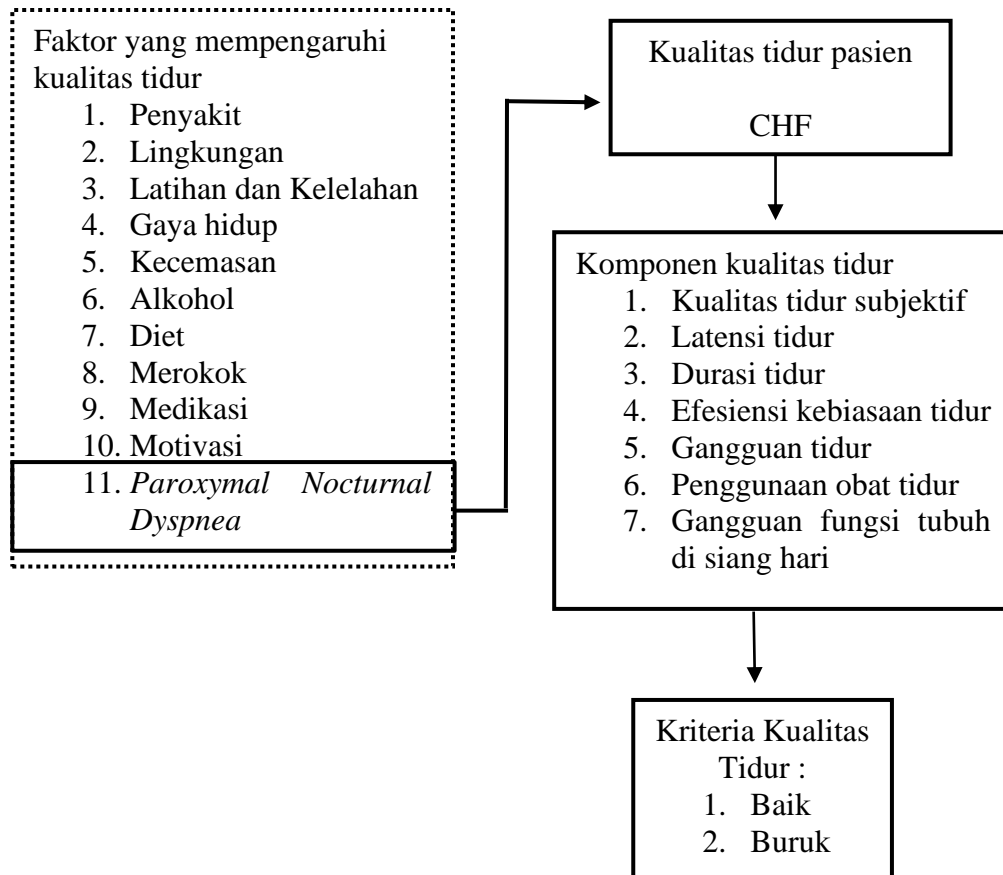 Faktor yang mempengaruhi
kualitas tidur
1. Penyakit
2. Lingkungan
3. Latihan dan Kelelahan
4. Gaya hidup
5. Kecemasan
6. Alkohol
7. Diet
8. Merokok
9. Medikasi
10. Motivasi
11. Paroxymal Nocturnal
Dyspnea
Kualitas tidur pasien
CHF
Komponen kualitas tidur
1. Kualitas tidur subjektif
2. Latensi tidur
3. Durasi tidur
4. Efesiensi kebiasaan tidur
5. Gangguan tidur
6. Penggunaan obat tidur
7. Gangguan fungsi tubuh
di siang hari
Kriteria Kualitas
Tidur :
1. Baik
2. Buruk